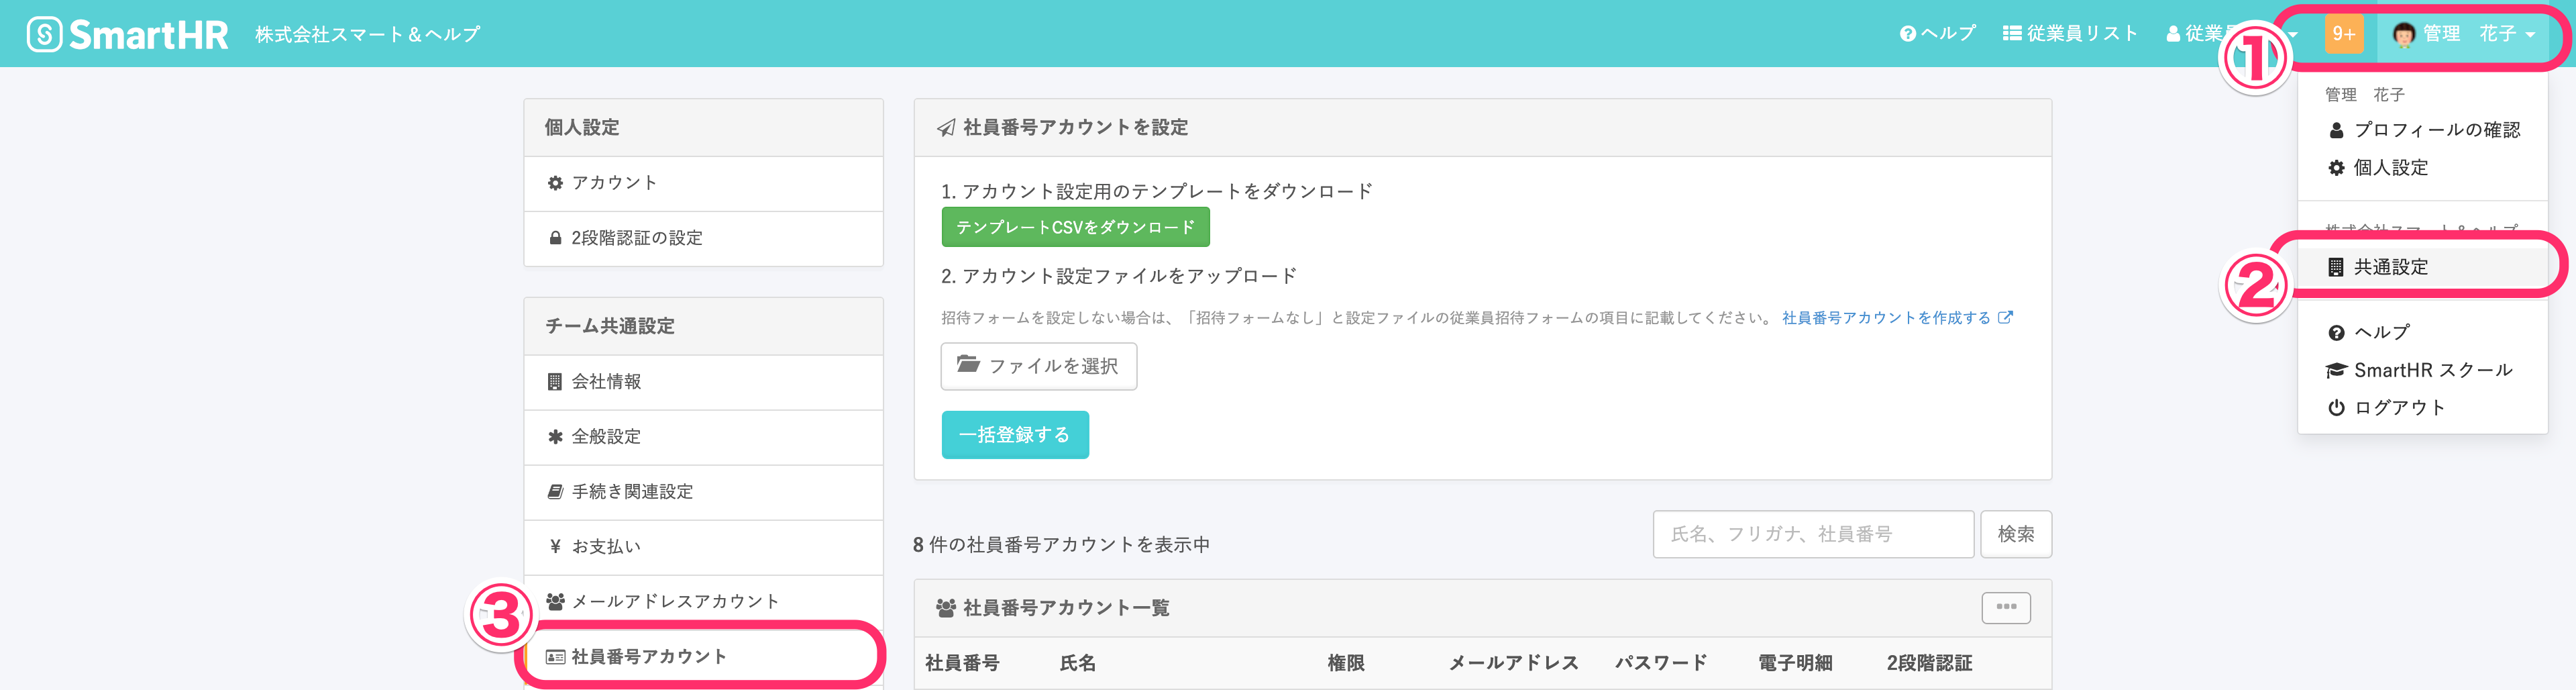 SmartHR 株式会社スマート＆ヘルプ ヘルプ 従業員リスト 9+ 管理 花子
①
管理 花子
プロフィールの確認
個人設定
②
共通設定
ヘルプ
SmartHR スクール
ログアウト
個人設定
アカウント
2段階認証の設定
チーム共通設定
会社情報
全般設定
手続き関連設定
¥ お支払い
メールアドレスアカウント
③
社員番号アカウント
社員番号アカウントを設定
1. アカウント設定用のテンプレートをダウンロード
テンプレートCSVをダウンロード
2. アカウント設定ファイルをアップロード
招待フォームを設定しない場合は、「招待フォームなし」と設定ファイルの従業員招待フォームの項目に記載してください。 社員番号アカウントを作成する
ファイルを選択
一括登録する
8 件の社員番号アカウントを表示中
氏名、フリガナ、社員番号 検索
社員番号アカウント一覧
社員番号 氏名 権限 メールアドレス パスワード 電子明細 2段階認証